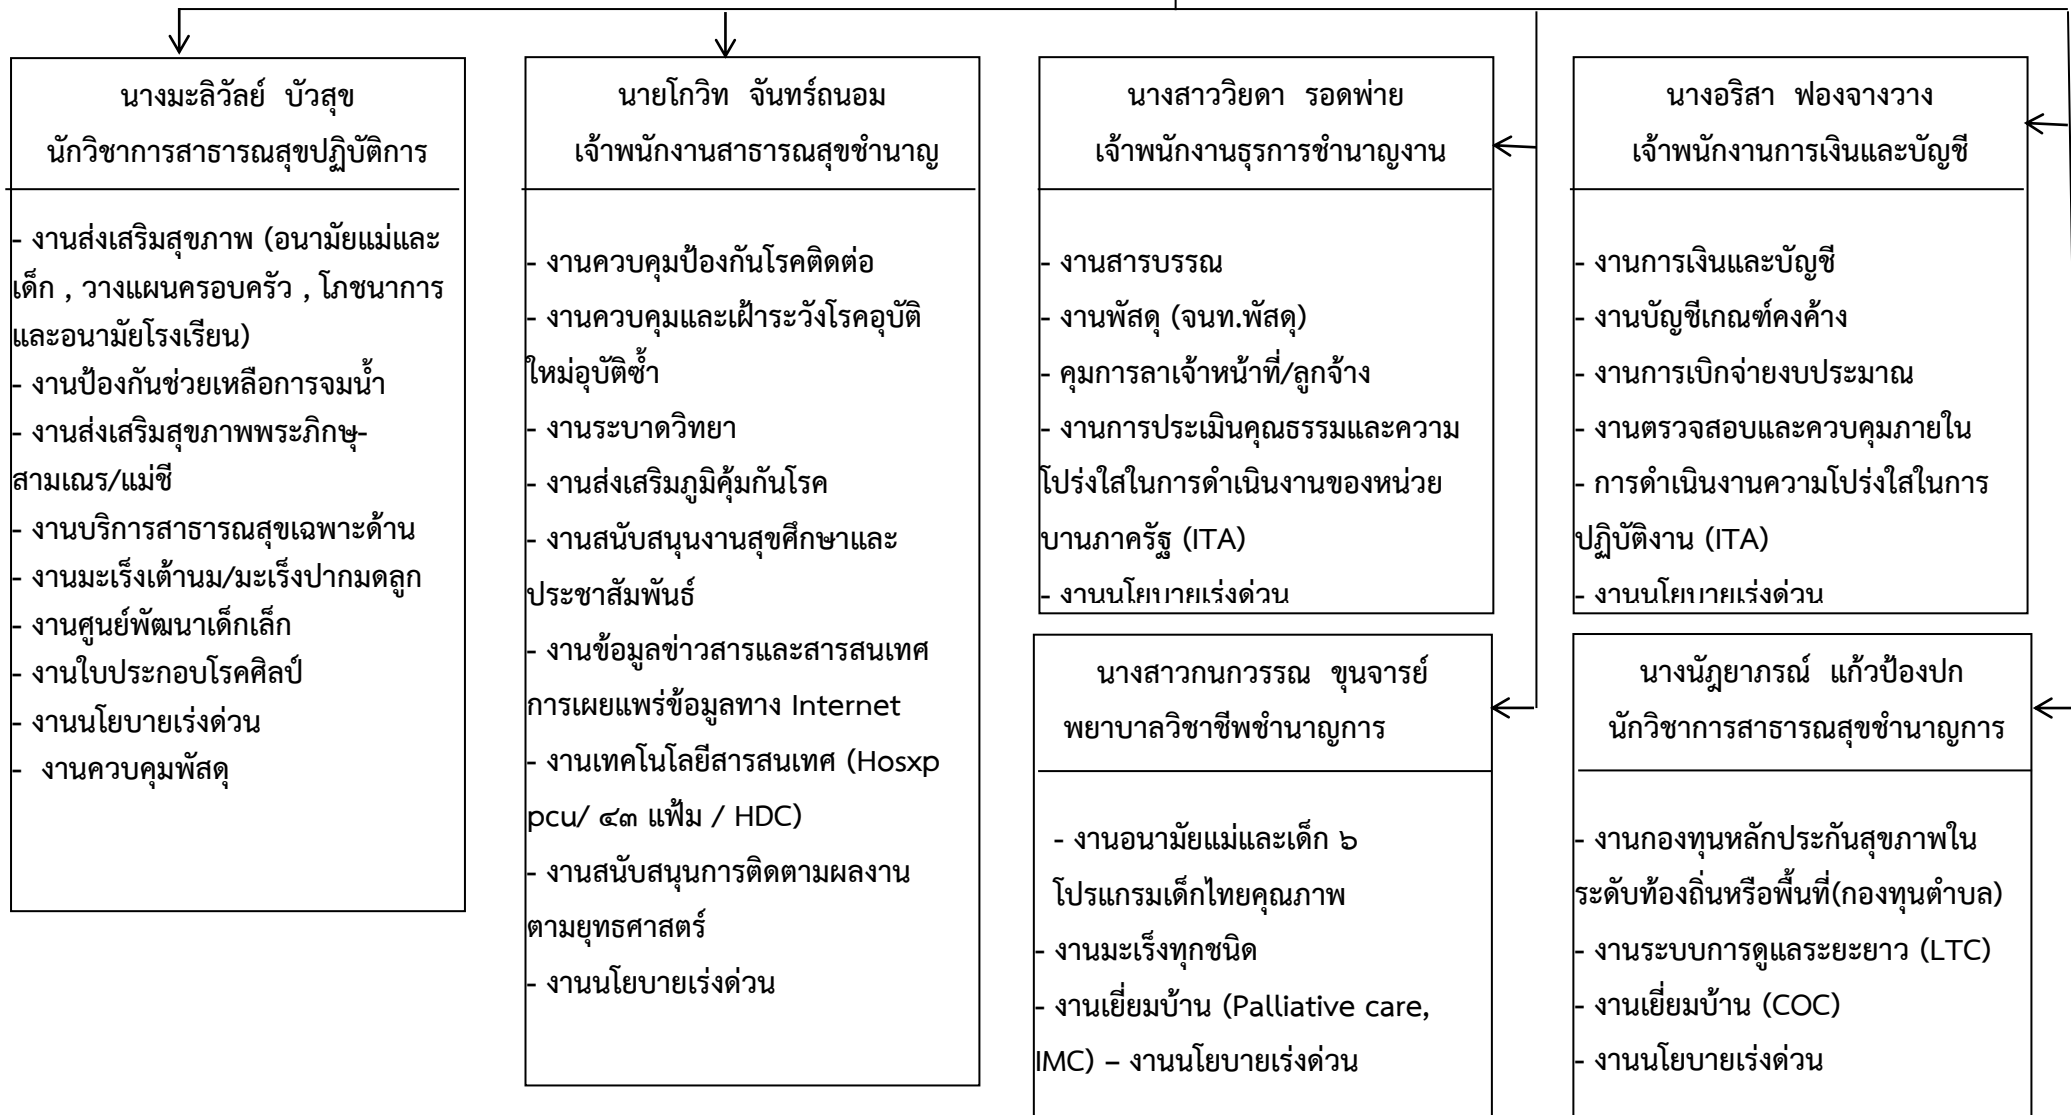 นางมะลิวัลย์ บัวสุข
นักวิชาการสาธารณสุขปฏิบัติการ
- งานส่งเสริมสุขภาพ (อนามัยแม่และ
เด็ก , วางแผนครอบครัว , โภชนาการ
และอนามัยโรงเรียน)
- งานป้องกันช่วยเหลือการจมน้ำ
- งานส่งเสริมสุขภาพพระภิกษุ-
สามเณร/แม่ชี
- งานบริการสาธารณสุขเฉพาะด้าน
- งานมะเร็งเต้านม/มะเร็งปากมดลูก
- งานศูนย์พัฒนาเด็กเล็ก
- งานใบประกอบโรคศิลป์
- งานนโยบายเร่งด่วน
- งานควบคุมพัสดุ
นายโกวิท จันทร์ถนอม
เจ้าพนักงานสาธารณสุขชำนาญ
- งานควบคุมป้องกันโรคติดต่อ
- งานควบคุมและเฝ้าระวังโรคอุบัติ
ใหม่อุบัติซ้ำ
- งานระบาดวิทยา
- งานส่งเสริมภูมิคุ้มกันโรค
- งานสนับสนุนงานสุขศึกษาและ
ประชาสัมพันธ์
- งานข้อมูลข่าวสารและสารสนเทศ
การเผยแพร่ข้อมูลทาง Internet
- งานเทคโนโลยีสารสนเทศ (Hosxp
pcu/ ๔๓ แฟ้ม / HDC)
- งานสนับสนุนการติดตามผลงาน
ตามยุทธศาสตร์
- งานนโยบายเร่งด่วน
นางสาววิยดา รอดพ่าย
เจ้าพนักงานธุรการชำนาญงาน
- งานสารบรรณ
- งานพัสดุ (จนท.พัสดุ)
- คุมการลาเจ้าหน้าที่/ลูกจ้าง
- งานการประเมินคุณธรรมและความ
โปร่งใสในการดำเนินงานของหน่วย
บานภาครัฐ (ITA)
- งานนโยบายเร่งด่วน
นางอริสา ฟองจางวาง
เจ้าพนักงานการเงินและบัญชี
- งานการเงินและบัญชี
- งานบัญชีเกณฑ์คงค้าง
- งานการเบิกจ่ายงบประมาณ
- งานตรวจสอบและควบคุมภายใน
- การดำเนินงานความโปร่งใสในการ
ปฏิบัติงาน (ITA)
- งานนโยบายเร่งด่วน
นางสาวกนกวรรณ ขุนจารย์
พยาบาลวิชาชีพชำนาญการ
- งานอนามัยแม่และเด็ก ๖
โปรแกรมเด็กไทยคุณภาพ
- งานมะเร็งทุกชนิด
- งานเยี่ยมบ้าน (Palliative care,
IMC) – งานนโยบายเร่งด่วน
นางนัฎยาภรณ์ แก้วป้องปก
นักวิชาการสาธารณสุขชำนาญการ
- งานกองทุนหลักประกันสุขภาพใน
ระดับท้องถิ่นหรือพื้นที่(กองทุนตำบล)
- งานระบบการดูแลระยะยาว (LTC)
- งานเยี่ยมบ้าน (COC)
- งานนโยบายเร่งด่วน